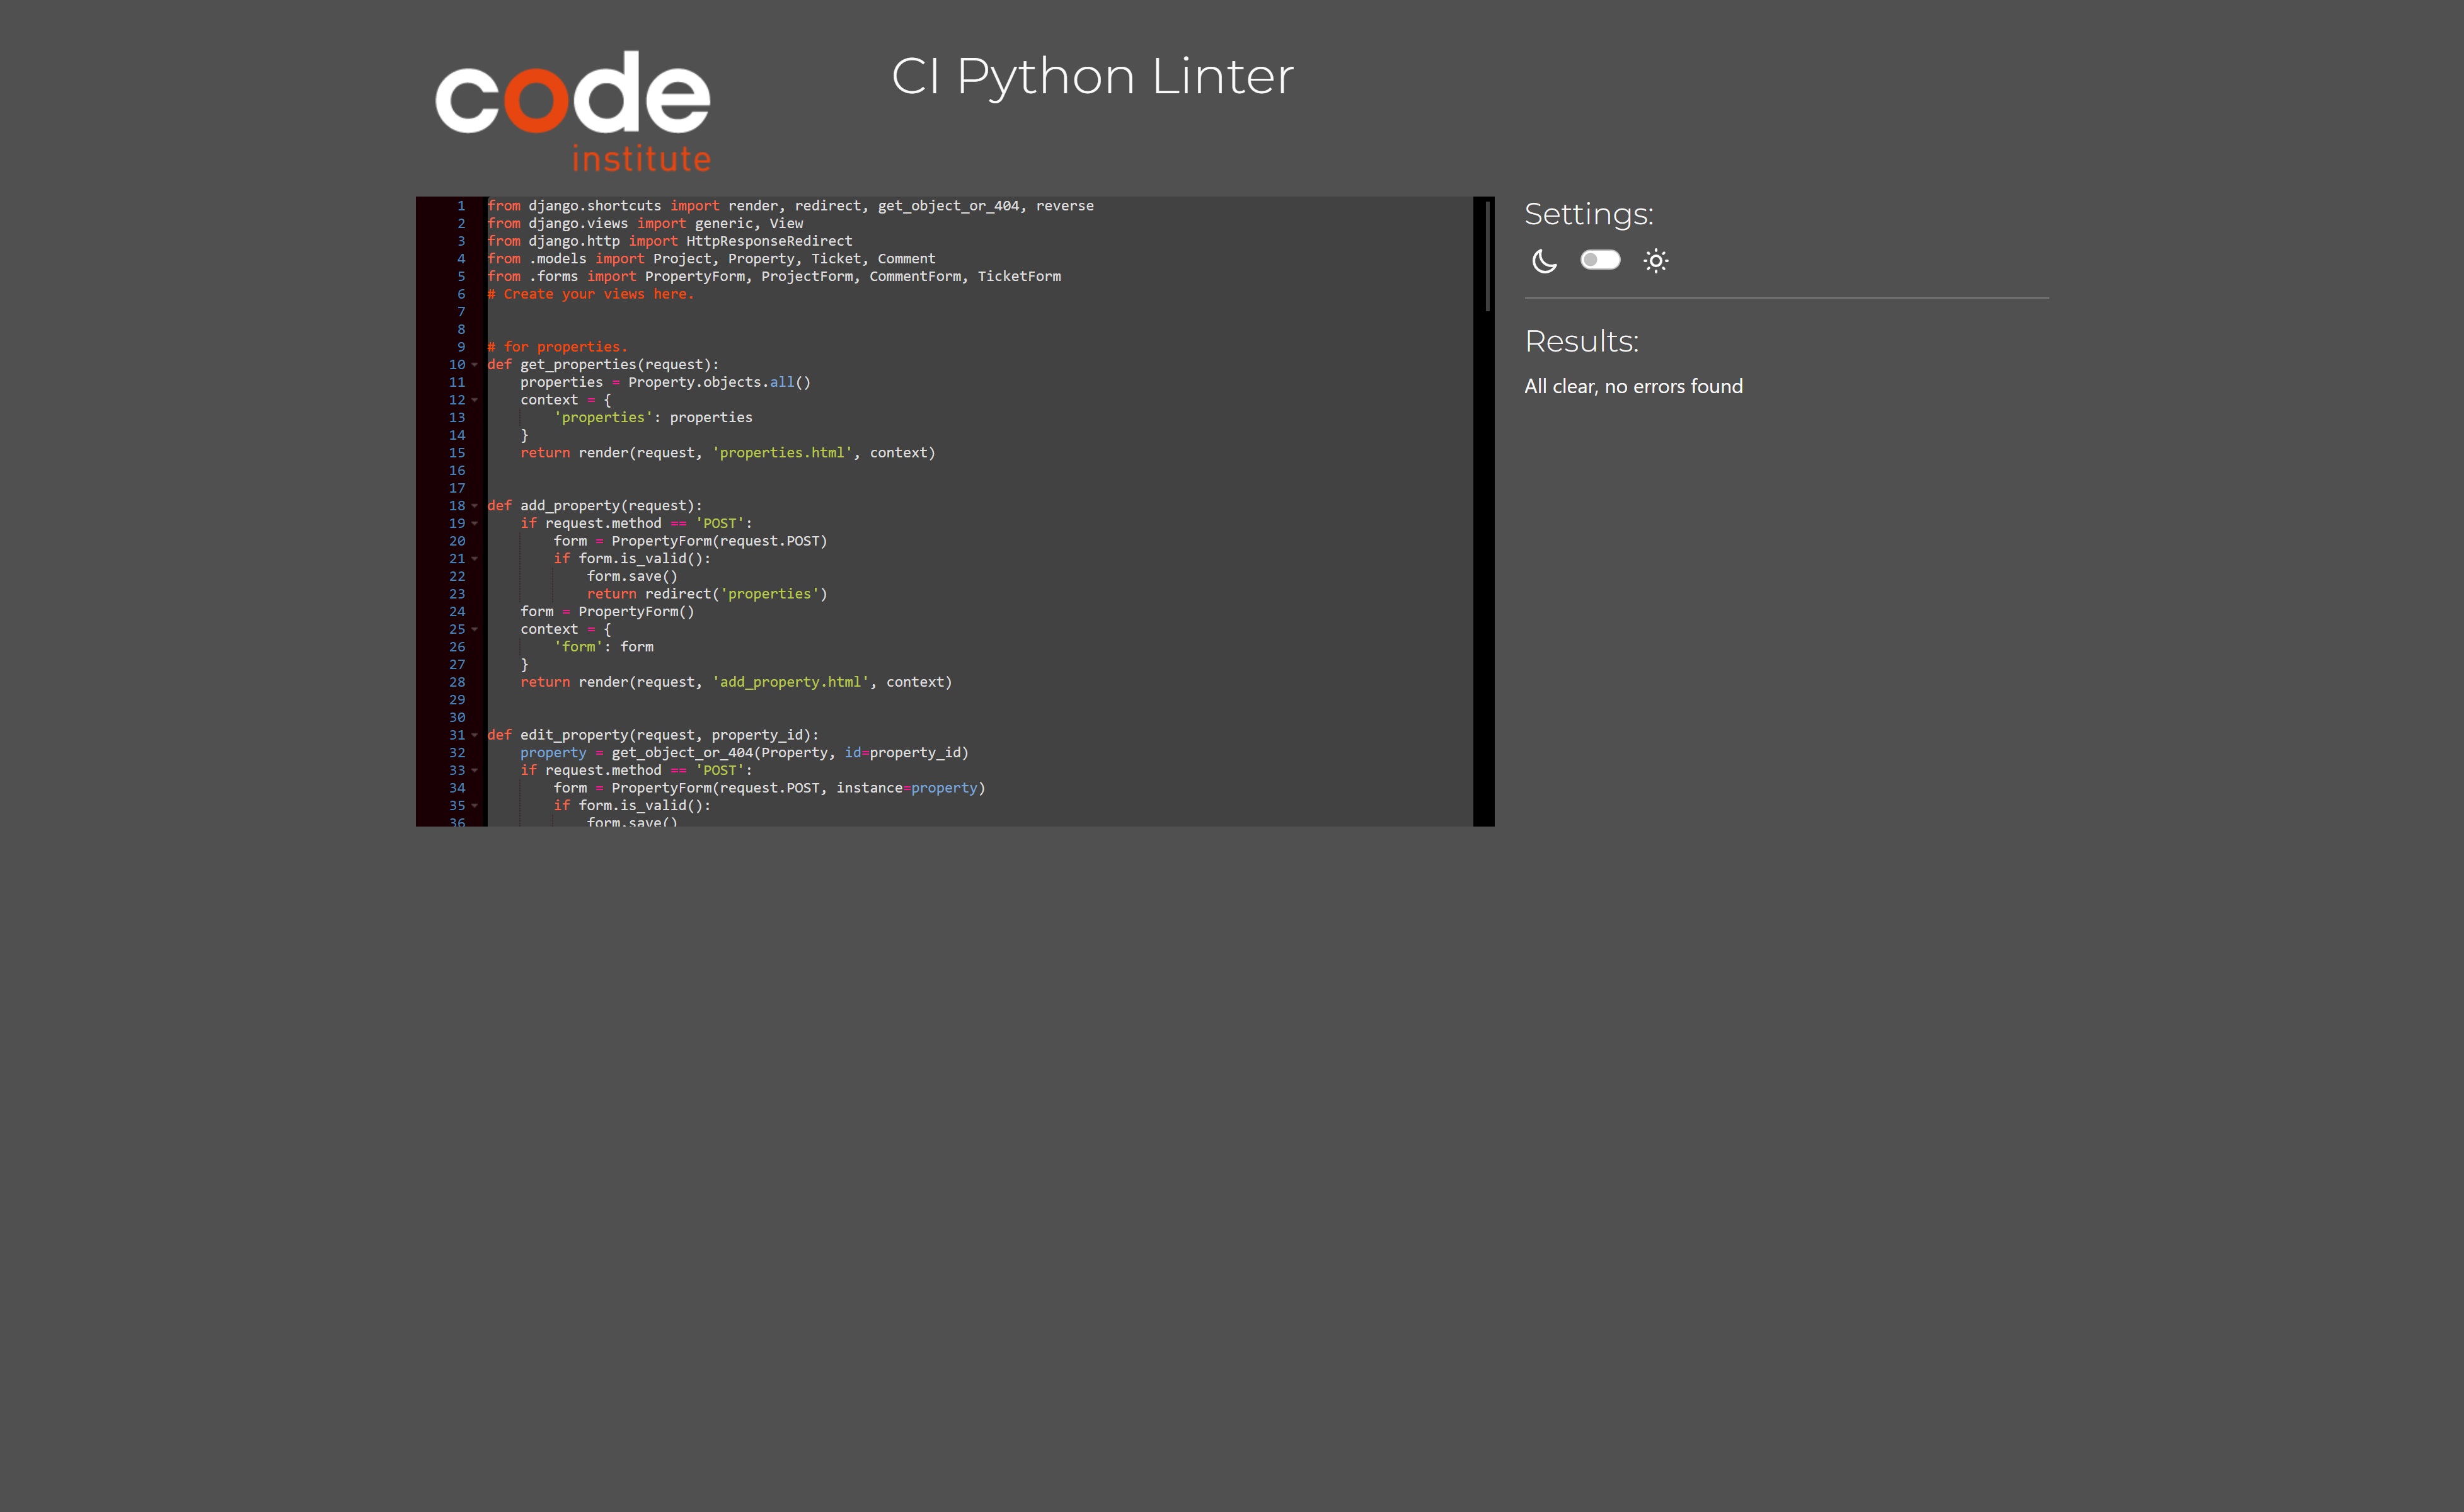 code
institute
CI Python Linter
1 from django.shortcuts import render, redirect, get_object_or_404, reverse
2 from django.views import generic, View
3 from django.http import HttpResponseRedirect
4 from .models import Project, Property, Ticket, Comment
5 from .forms import PropertyForm, ProjectForm, CommentForm, TicketForm
6 # Create your views here.
7
8
9 # for properties.
10 def get_properties(request):
11     properties = Property.objects.all()
12     context = {
13         'properties': properties
14     }
15     return render(request, 'properties.html', context)
16
17
18 def add_property(request):
19     if request.method == 'POST':
20         form = PropertyForm(request.POST)
21         if form.is_valid():
22             form.save()
23             return redirect('properties')
24     form = PropertyForm()
25     context = {
26         'form': form
27     }
28     return render(request, 'add_property.html', context)
29
30
31 def edit_property(request, property_id):
32     property = get_object_or_404(Property, id=property_id)
33     if request.method == 'POST':
34         form = PropertyForm(request.POST, instance=property)
35         if form.is_valid():
36             form.save()
Settings:
Results:
All clear, no errors found